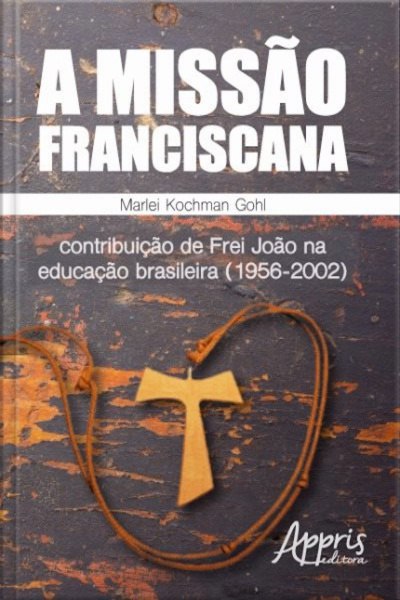 A MISSÃO
FRANCISCANA
Marlei Kochman Gohl
contribuição de Frei João na
educação brasileira (1956-2002)
Appris
editora